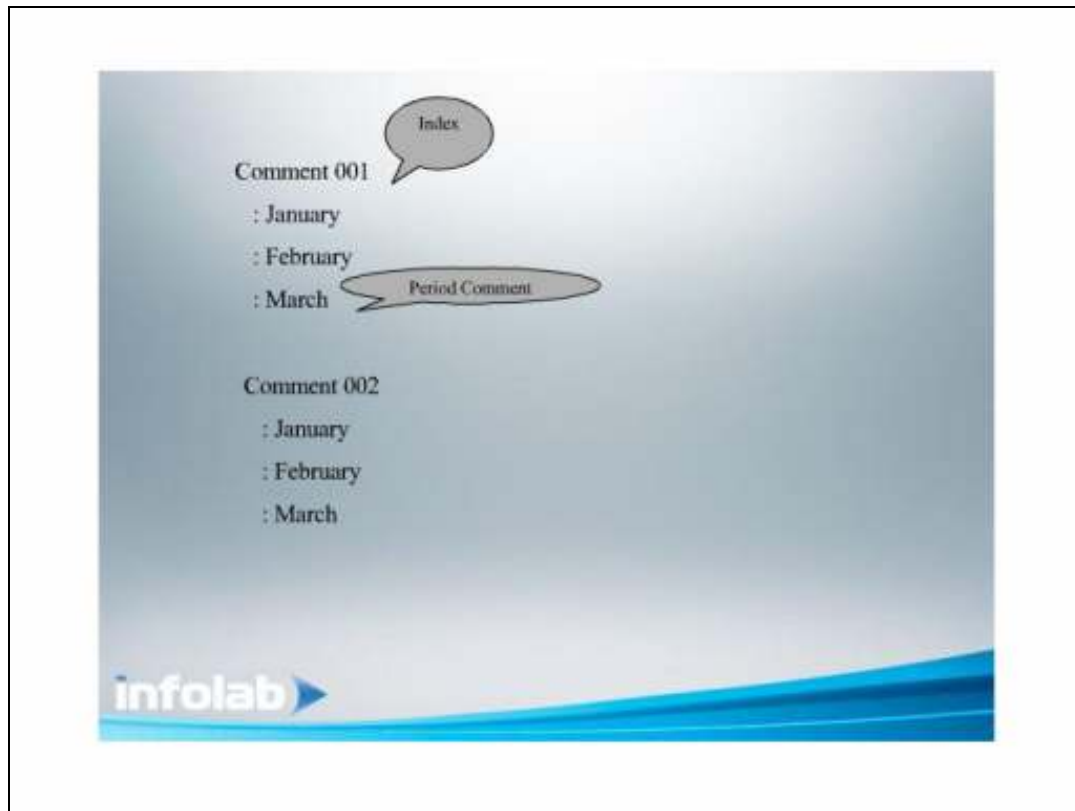 Index
Comment 001
: January
: February
: March
Period Comment
Comment 002
: January
: February
: March
infolab